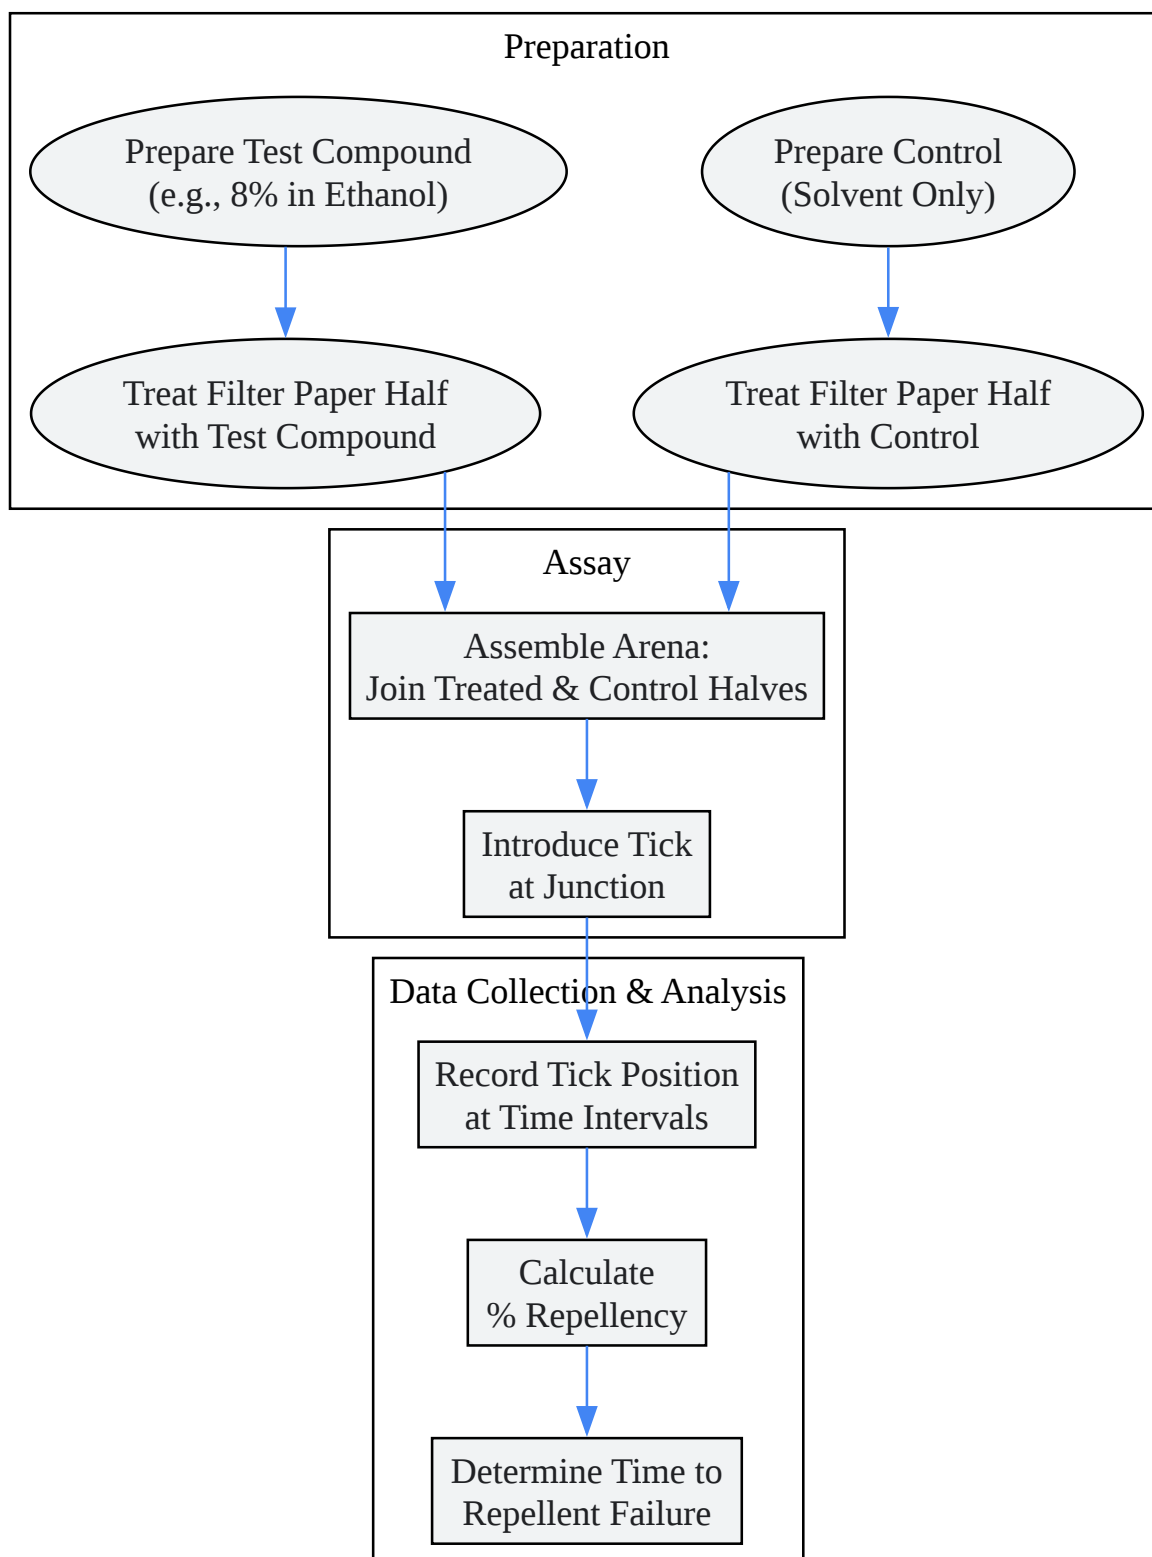 Preparation
Prepare Test Compound
(e.g., 8% in Ethanol)
Prepare Control
(Solvent Only)
Treat Filter Paper Half
with Test Compound
Treat Filter Paper Half
with Control
Assay
Assemble Arena:
Join Treated & Control Halves
Introduce Tick
at Junction
Data Collection & Analysis
Record Tick Position
at Time Intervals
Calculate
% Repellency
Determine Time to
Repellent Failure